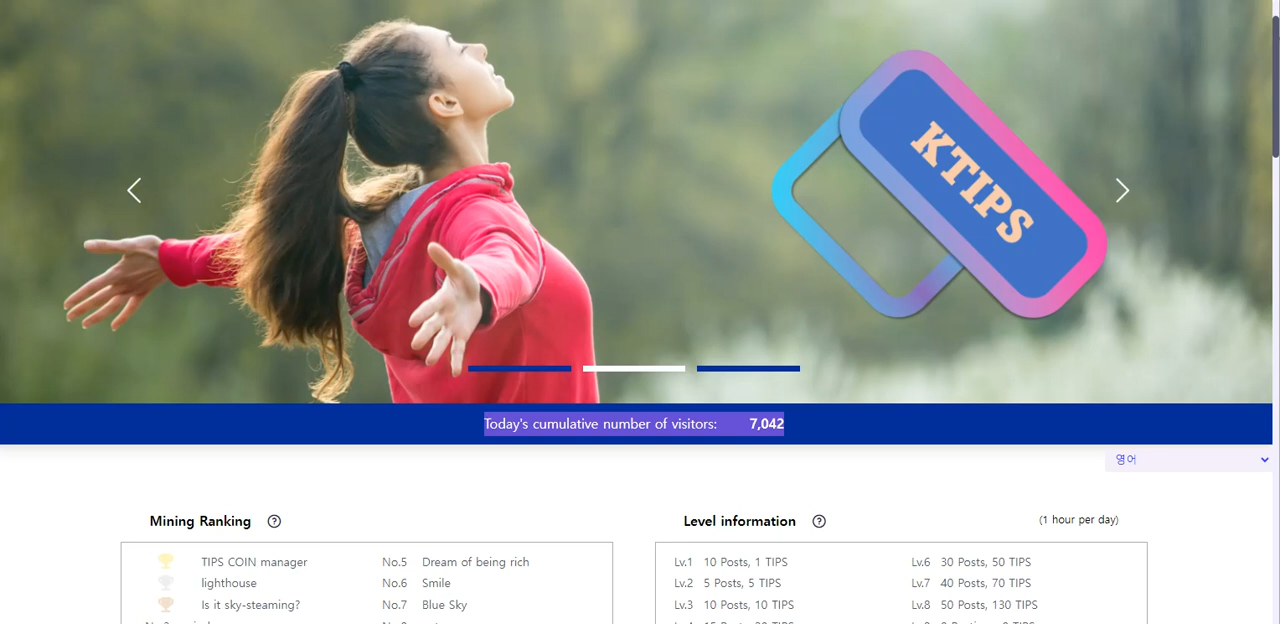 KTIPS
Today's cumulative number of visitors: 7,042
영어
Mining Ranking
Level information (1 hour per day)
TIPS COIN manager No.5 Dream of being rich
lighthouse No.6 Smile
Is it sky-steaming? No.7 Blue Sky
Lv.1 10 Posts, 1 TIPS Lv.6 30 Posts, 50 TIPS
Lv.2 5 Posts, 5 TIPS Lv.7 40 Posts, 70 TIPS
Lv.3 10 Posts, 10 TIPS Lv.8 50 Posts, 130 TIPS